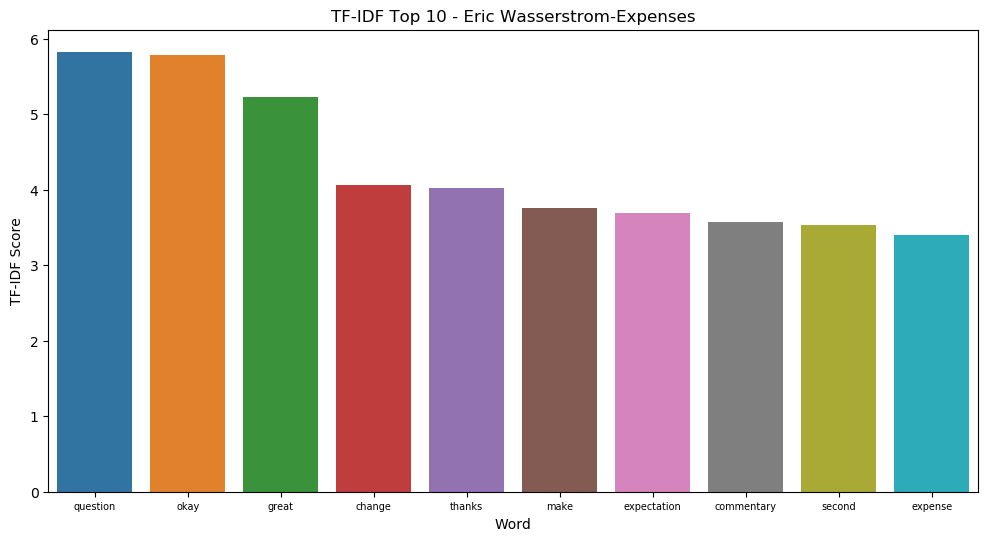 TF-IDF Top 10 - Eric Wasserstrom-Expenses
6
5
4
3
2
1
0
TF-IDF Score
question okay great change thanks make expectation commentary second expense
Word